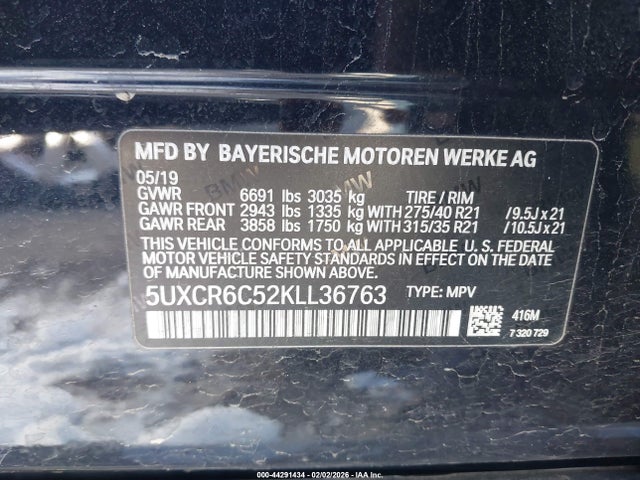 MFD BY BAYERISCHE MOTOREN WERKE AG
05/19
GVWR 6691 lbs 3035 kg TIRE / RIM
GAWR FRONT 2943 lbs 1335 kg WITH 275/40 R21 /9.5J x 21
GAWR REAR 3858 lbs 1750 kg WITH 315/35 R21 /10.5J x 21
THIS VEHICLE CONFORMS TO ALL APPLICABLE U. S. FEDERAL
MOTOR VEHICLE SAFETY STANDARDS IN EFFECT ON THE
DATE OF MANUFACTURE SHOWN ABOVE.
5UXCR6C52KLL36763 TYPE: MPV
416M
7 320 729
000-44291434 - 02/02/2026 - IAA Inc.